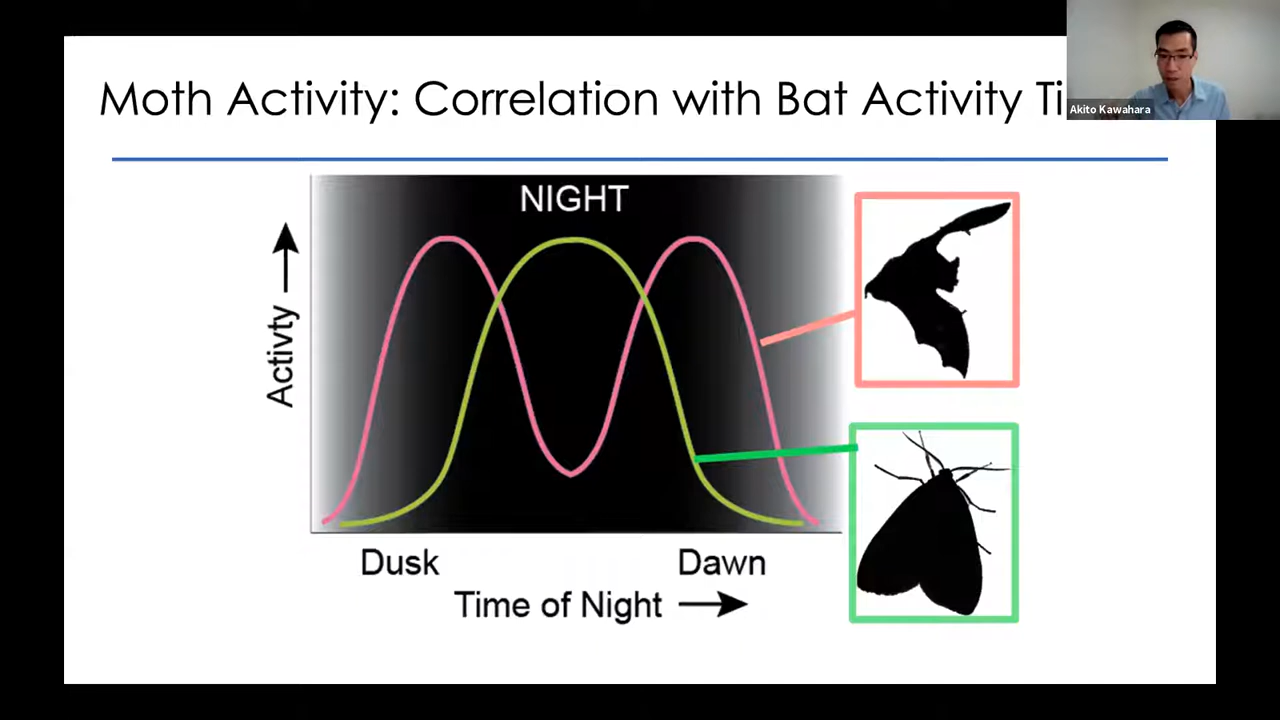 Moth Activity: Correlation with Bat Activity Ti
Akito Kawahara
NIGHT
Activty
Dusk
Dawn
Time of Night